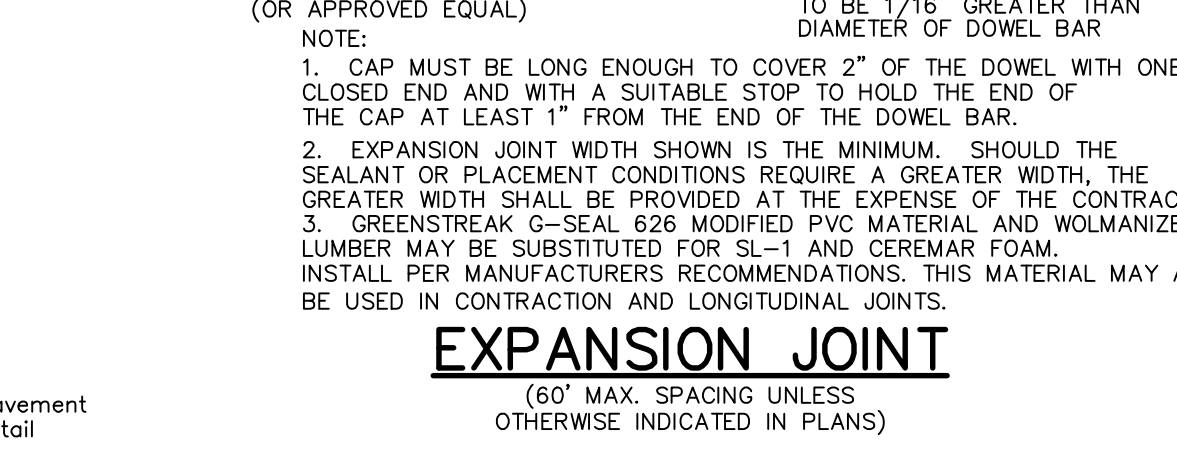 (OR APPROVED EQUAL)
TO BE 1/16" GREATER THAN
DIAMETER OF DOWEL BAR
NOTE:
1. CAP MUST BE LONG ENOUGH TO COVER 2" OF THE DOWEL WITH ONE
CLOSED END AND WITH A SUITABLE STOP TO HOLD THE END OF
THE CAP AT LEAST 1" FROM THE END OF THE DOWEL BAR.
2. EXPANSION JOINT WIDTH SHOWN IS THE MINIMUM. SHOULD THE
SEALANT OR PLACEMENT CONDITIONS REQUIRE A GREATER WIDTH, THE
GREATER WIDTH SHALL BE PROVIDED AT THE EXPENSE OF THE CONTRAC
3. GREENSTREAK G-SEAL 626 MODIFIED PVC MATERIAL AND WOLMANIZE
LUMBER MAY BE SUBSTITUTED FOR SL-1 AND CEREMAR FOAM.
INSTALL PER MANUFACTURERS RECOMMENDATIONS. THIS MATERIAL MAY
BE USED IN CONTRACTION AND LONGITUDINAL JOINTS.
EXPANSION JOINT
(60' MAX. SPACING UNLESS
OTHERWISE INDICATED IN PLANS)
avement
tail